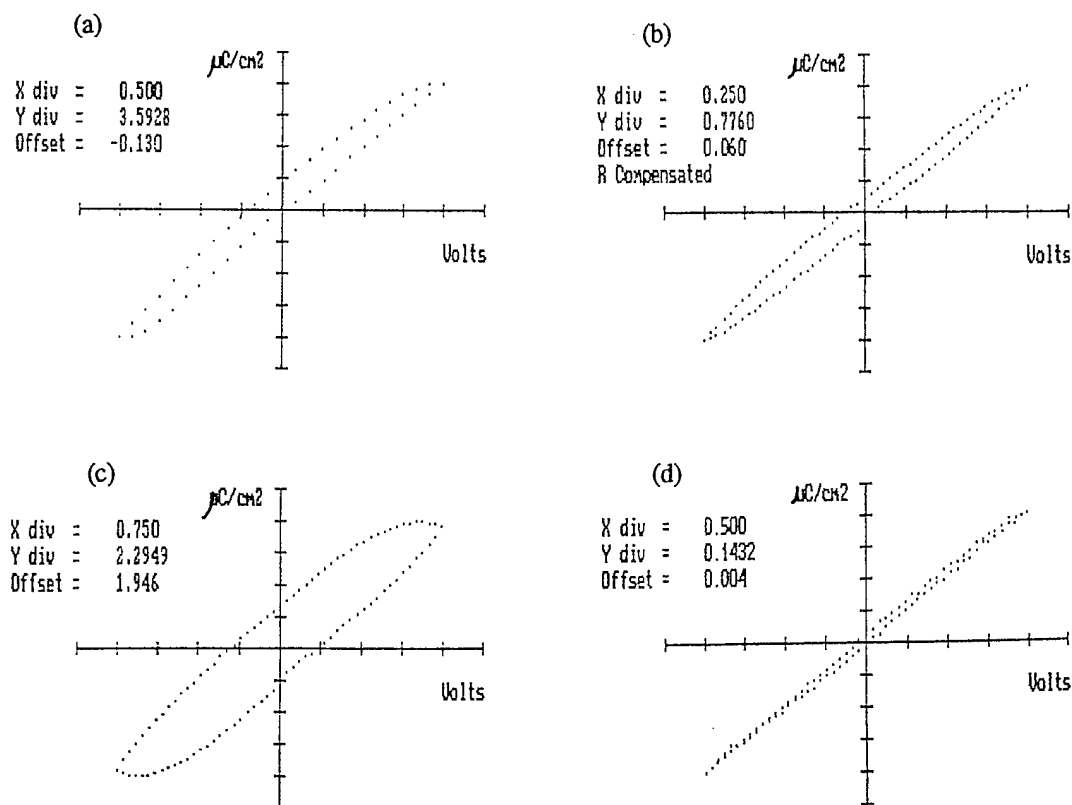 (a)
μC/cm2
X div = 0.500
Y div = 3.5928
Offset = -0.130
Volts
(b)
μC/cm2
X div = 0.250
Y div = 0.7760
Offset = 0.060
R Compensated
Volts
(c)
μC/cm2
X div = 0.750
Y div = 2.2949
Offset = 1.946
Volts
(d)
μC/cm2
X div = 0.500
Y div = 0.1432
Offset = 0.004
Volts